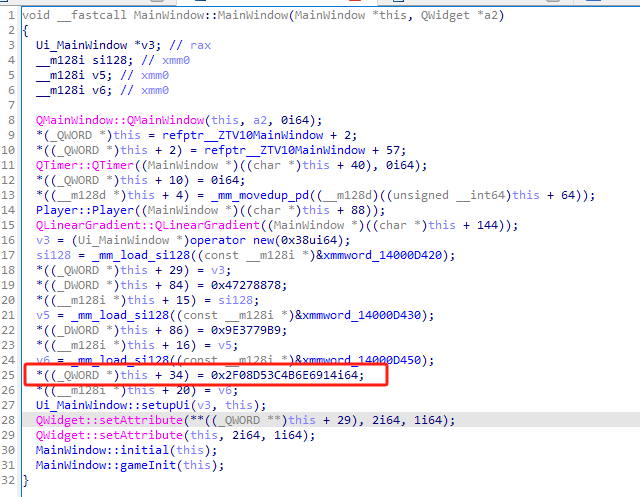 1 void __fastcall MainWindow::MainWindow(MainWindow *this, QWidget *a2)
2 {
3 Ui_MainWindow *v3; // rax
4 __m128i si128; // xmm0
5 __m128i v5; // xmm0
6 __m128i v6; // xmm0
7
8 QMainWindow::QMainWindow(this, a2, 0i64);
9 *(_QWORD *)this = refptr__ZTV10MainWindow + 2;
10 *((_QWORD *)this + 2) = refptr__ZTV10MainWindow + 57;
11 QTimer::QTimer((MainWindow *)((char *)this + 40), 0i64);
12 *((_QWORD *)this + 10) = 0i64;
13 *((__m128d *)this + 4) = _mm_movedup_pd((__m128d)((unsigned __int64)this + 64));
14 Player::Player((MainWindow *)((char *)this + 88));
15 QLinearGradient::QLinearGradient((MainWindow *)((char *)this + 144));
16 v3 = (Ui_MainWindow *)operator new(0x38ui64);
17 si128 = _mm_load_si128((const __m128i *)&xmmword_14000D420);
18 *((_QWORD *)this + 29) = v3;
19 *((_DWORD *)this + 84) = 0x47278878;
20 *((__m128i *)this + 15) = si128;
21 v5 = _mm_load_si128((const __m128i *)&xmmword_14000D430);
22 *((_DWORD *)this + 86) = 0x9E3779B9;
23 *((__m128i *)this + 16) = v5;
24 v6 = _mm_load_si128((const __m128i *)&xmmword_14000D450);
25 *((_QWORD *)this + 34) = 0x2F08D53C4B6E6914i64;
26 *((__m128i *)this + 20) = v6;
27 Ui_MainWindow::setupUi(v3, this);
28 QWidget::setAttribute(**((_QWORD **)this + 29), 2i64, 1i64);
29 QWidget::setAttribute(this, 2i64, 1i64);
30 MainWindow::initial(this);
31 MainWindow::gameInit(this);
32 }